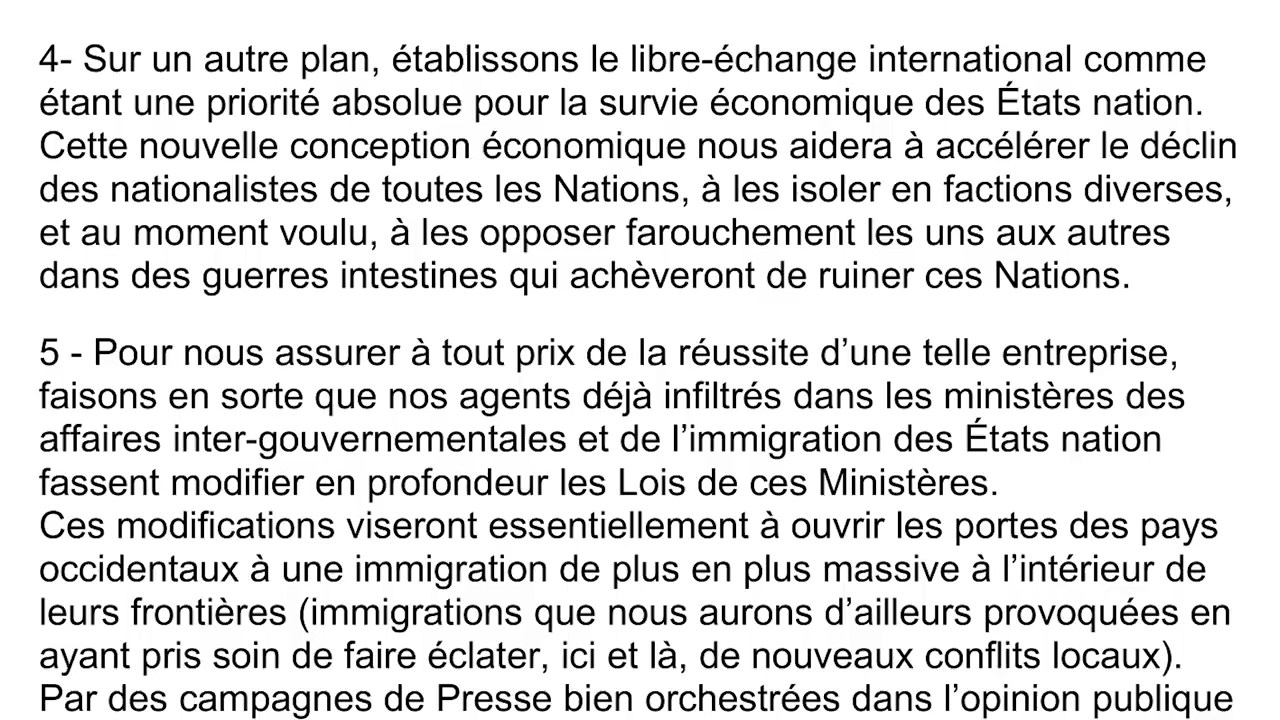 4- Sur un autre plan, établissons le libre-échange international comme
étant une priorité absolue pour la survie économique des États nation.
Cette nouvelle conception économique nous aidera à accélérer le déclin
des nationalistes de toutes les Nations, à les isoler en factions diverses,
et au moment voulu, à les opposer farouchement les uns aux autres
dans des guerres intestines qui achèveront de ruiner ces Nations.
5 - Pour nous assurer à tout prix de la réussite d’une telle entreprise,
faisons en sorte que nos agents déjà infiltrés dans les ministères des
affaires inter-gouvernementales et de l’immigration des États nation
fassent modifier en profondeur les Lois de ces Ministères.
Ces modifications viseront essentiellement à ouvrir les portes des pays
occidentaux à une immigration de plus en plus massive à l’intérieur de
leurs frontières (immigrations que nous aurons d’ailleurs provoquées en
ayant pris soin de faire éclater, ici et là, de nouveaux conflits locaux).
Par des campagnes de Presse bien orchestrées dans l’opinion publique